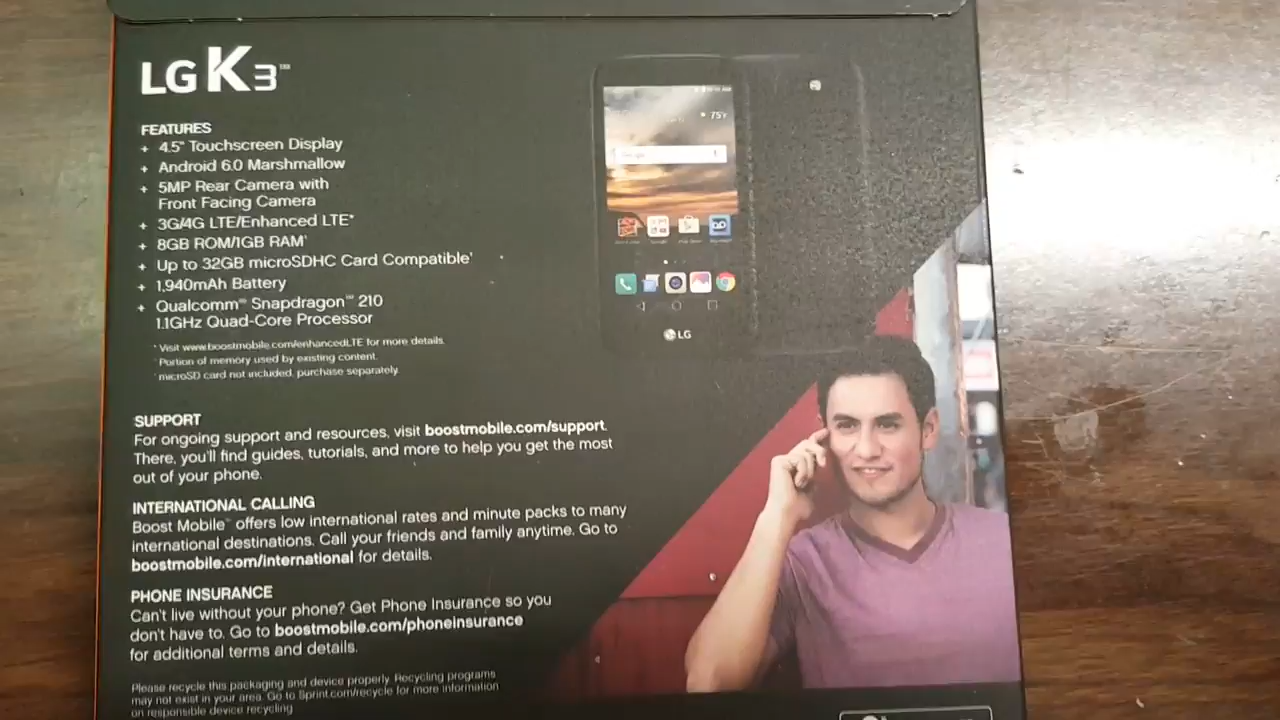 LG K3™
FEATURES
+ 4.5" Touchscreen Display
+ Android 6.0 Marshmallow
+ 5MP Rear Camera with
Front Facing Camera
+ 3G/4G LTE/Enhanced LTE*
+ 8GB ROM/1GB RAM†
+ Up to 32GB microSDHC Card Compatible‡
+ 1,940mAh Battery
+ Qualcomm® Snapdragon™ 210
1.1GHz Quad-Core Processor
* Visit www.boostmobile.com/enhancedLTE for more details.
Portion of memory used by existing content.
microSD card not included, purchase separately.
75°F
LG
SUPPORT
For ongoing support and resources, visit boostmobile.com/support.
There, you'll find guides, tutorials, and more to help you get the most
out of your phone.
INTERNATIONAL CALLING
Boost Mobile® offers low international rates and minute packs to many
international destinations. Call your friends and family anytime. Go to
boostmobile.com/international for details.
PHONE INSURANCE
Can't live without your phone? Get Phone Insurance so you
don't have to. Go to boostmobile.com/phoneinsurance
for additional terms and details.
Please recycle this packaging and device properly. Recycling programs
may not exist in your area. Go to Sprint.com/recycle for more information
on responsible device recycling